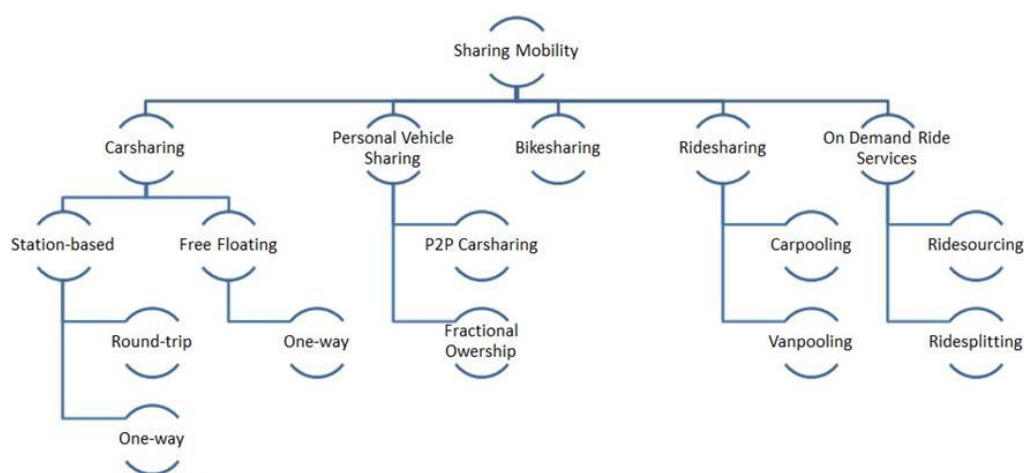 Sharing Mobility
Carsharing
Personal Vehicle
Sharing
Bikesharing
Ridesharing
On Demand Ride
Services
Station-based
Free Floating
P2P Carsharing
Carpooling
Ridesourcing
Round-trip
One-way
Fractional
Owership
Vanpooling
Ridesplitting
One-way